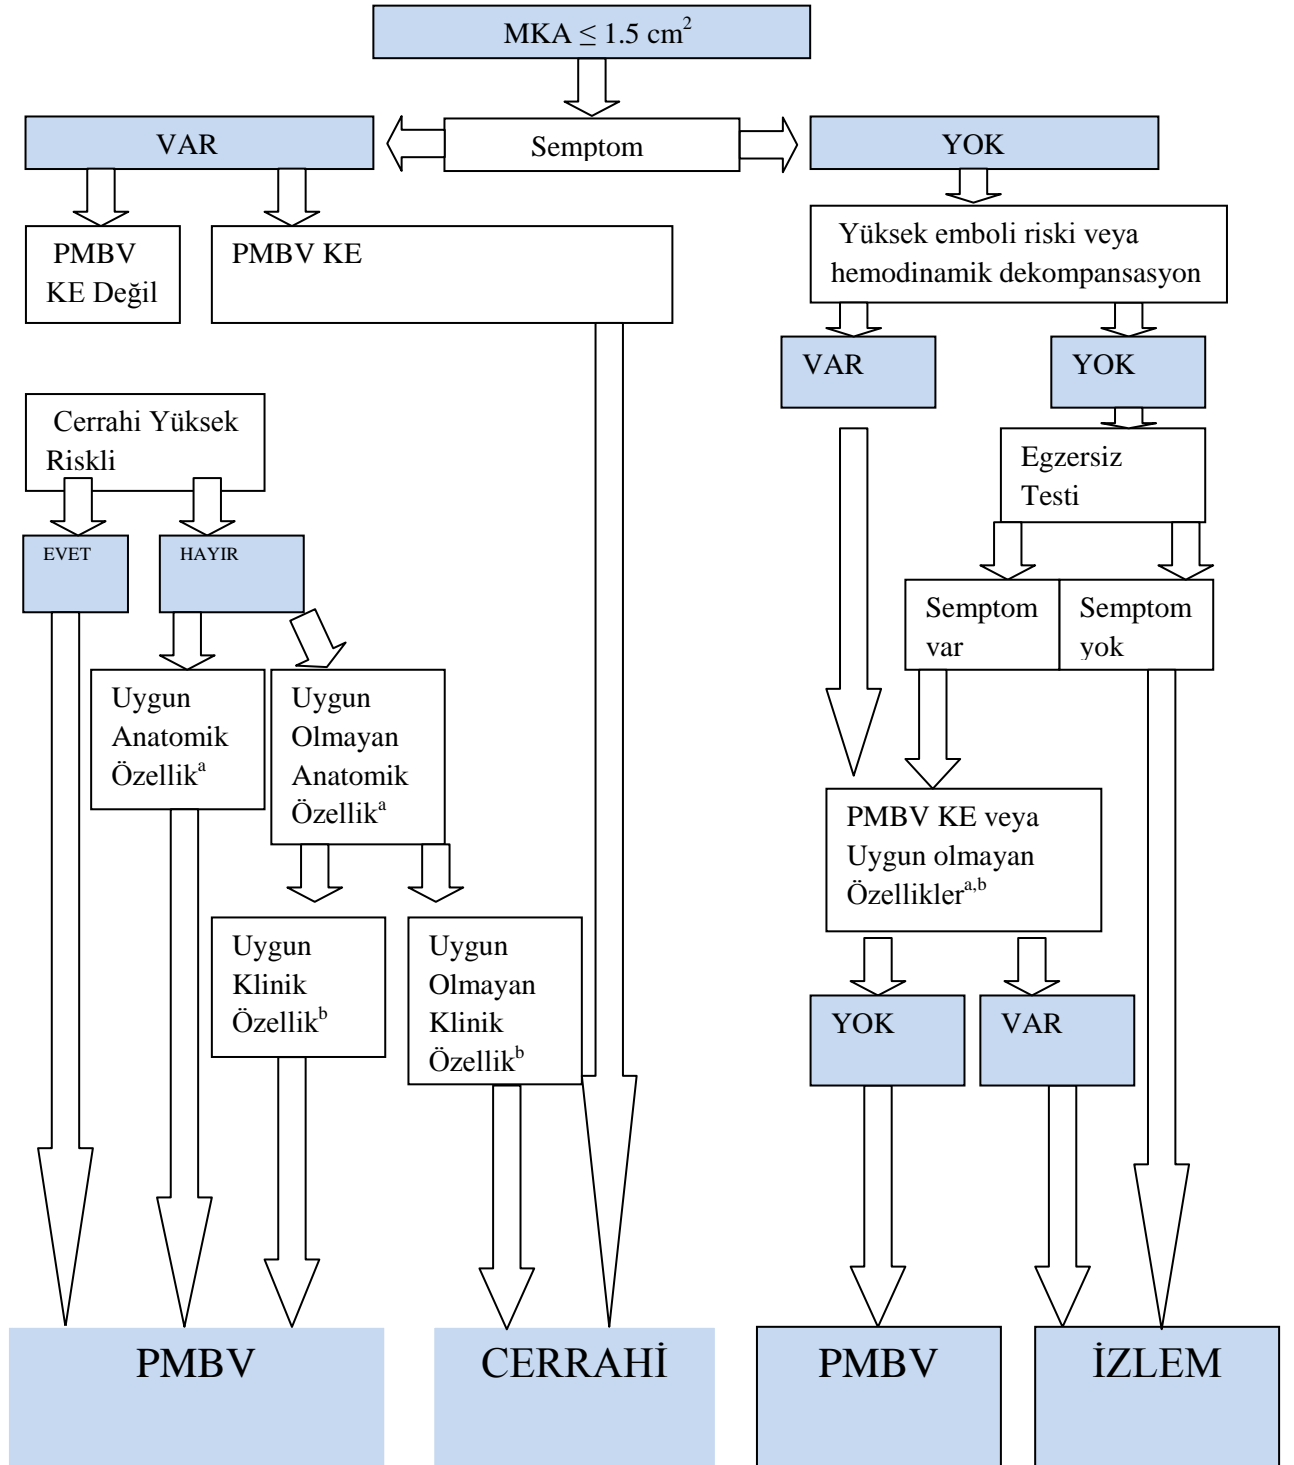 MKA ≤ 1.5 cm²
VAR
Semptom
YOK
PMBV
KE Değil
PMBV KE
Yüksek emboli riski veya
hemodinamik dekompansasyon
VAR
YOK
Cerrahi Yüksek
Riskli
Egzersiz
Testi
EVET
HAYIR
Semptom
var
Semptom
yok
Uygun
Anatomik
Özellikᵃ
Uygun
Olmayan
Anatomik
Özellikᵃ
PMBV KE veya
Uygun olmayan
Özelliklerᵃ,ᵇ
Uygun
Klinik
Özellikᵇ
Uygun
Olmayan
Klinik
Özellikᵇ
YOK
VAR
PMBV
CERRAHİ
PMBV
İZLEM